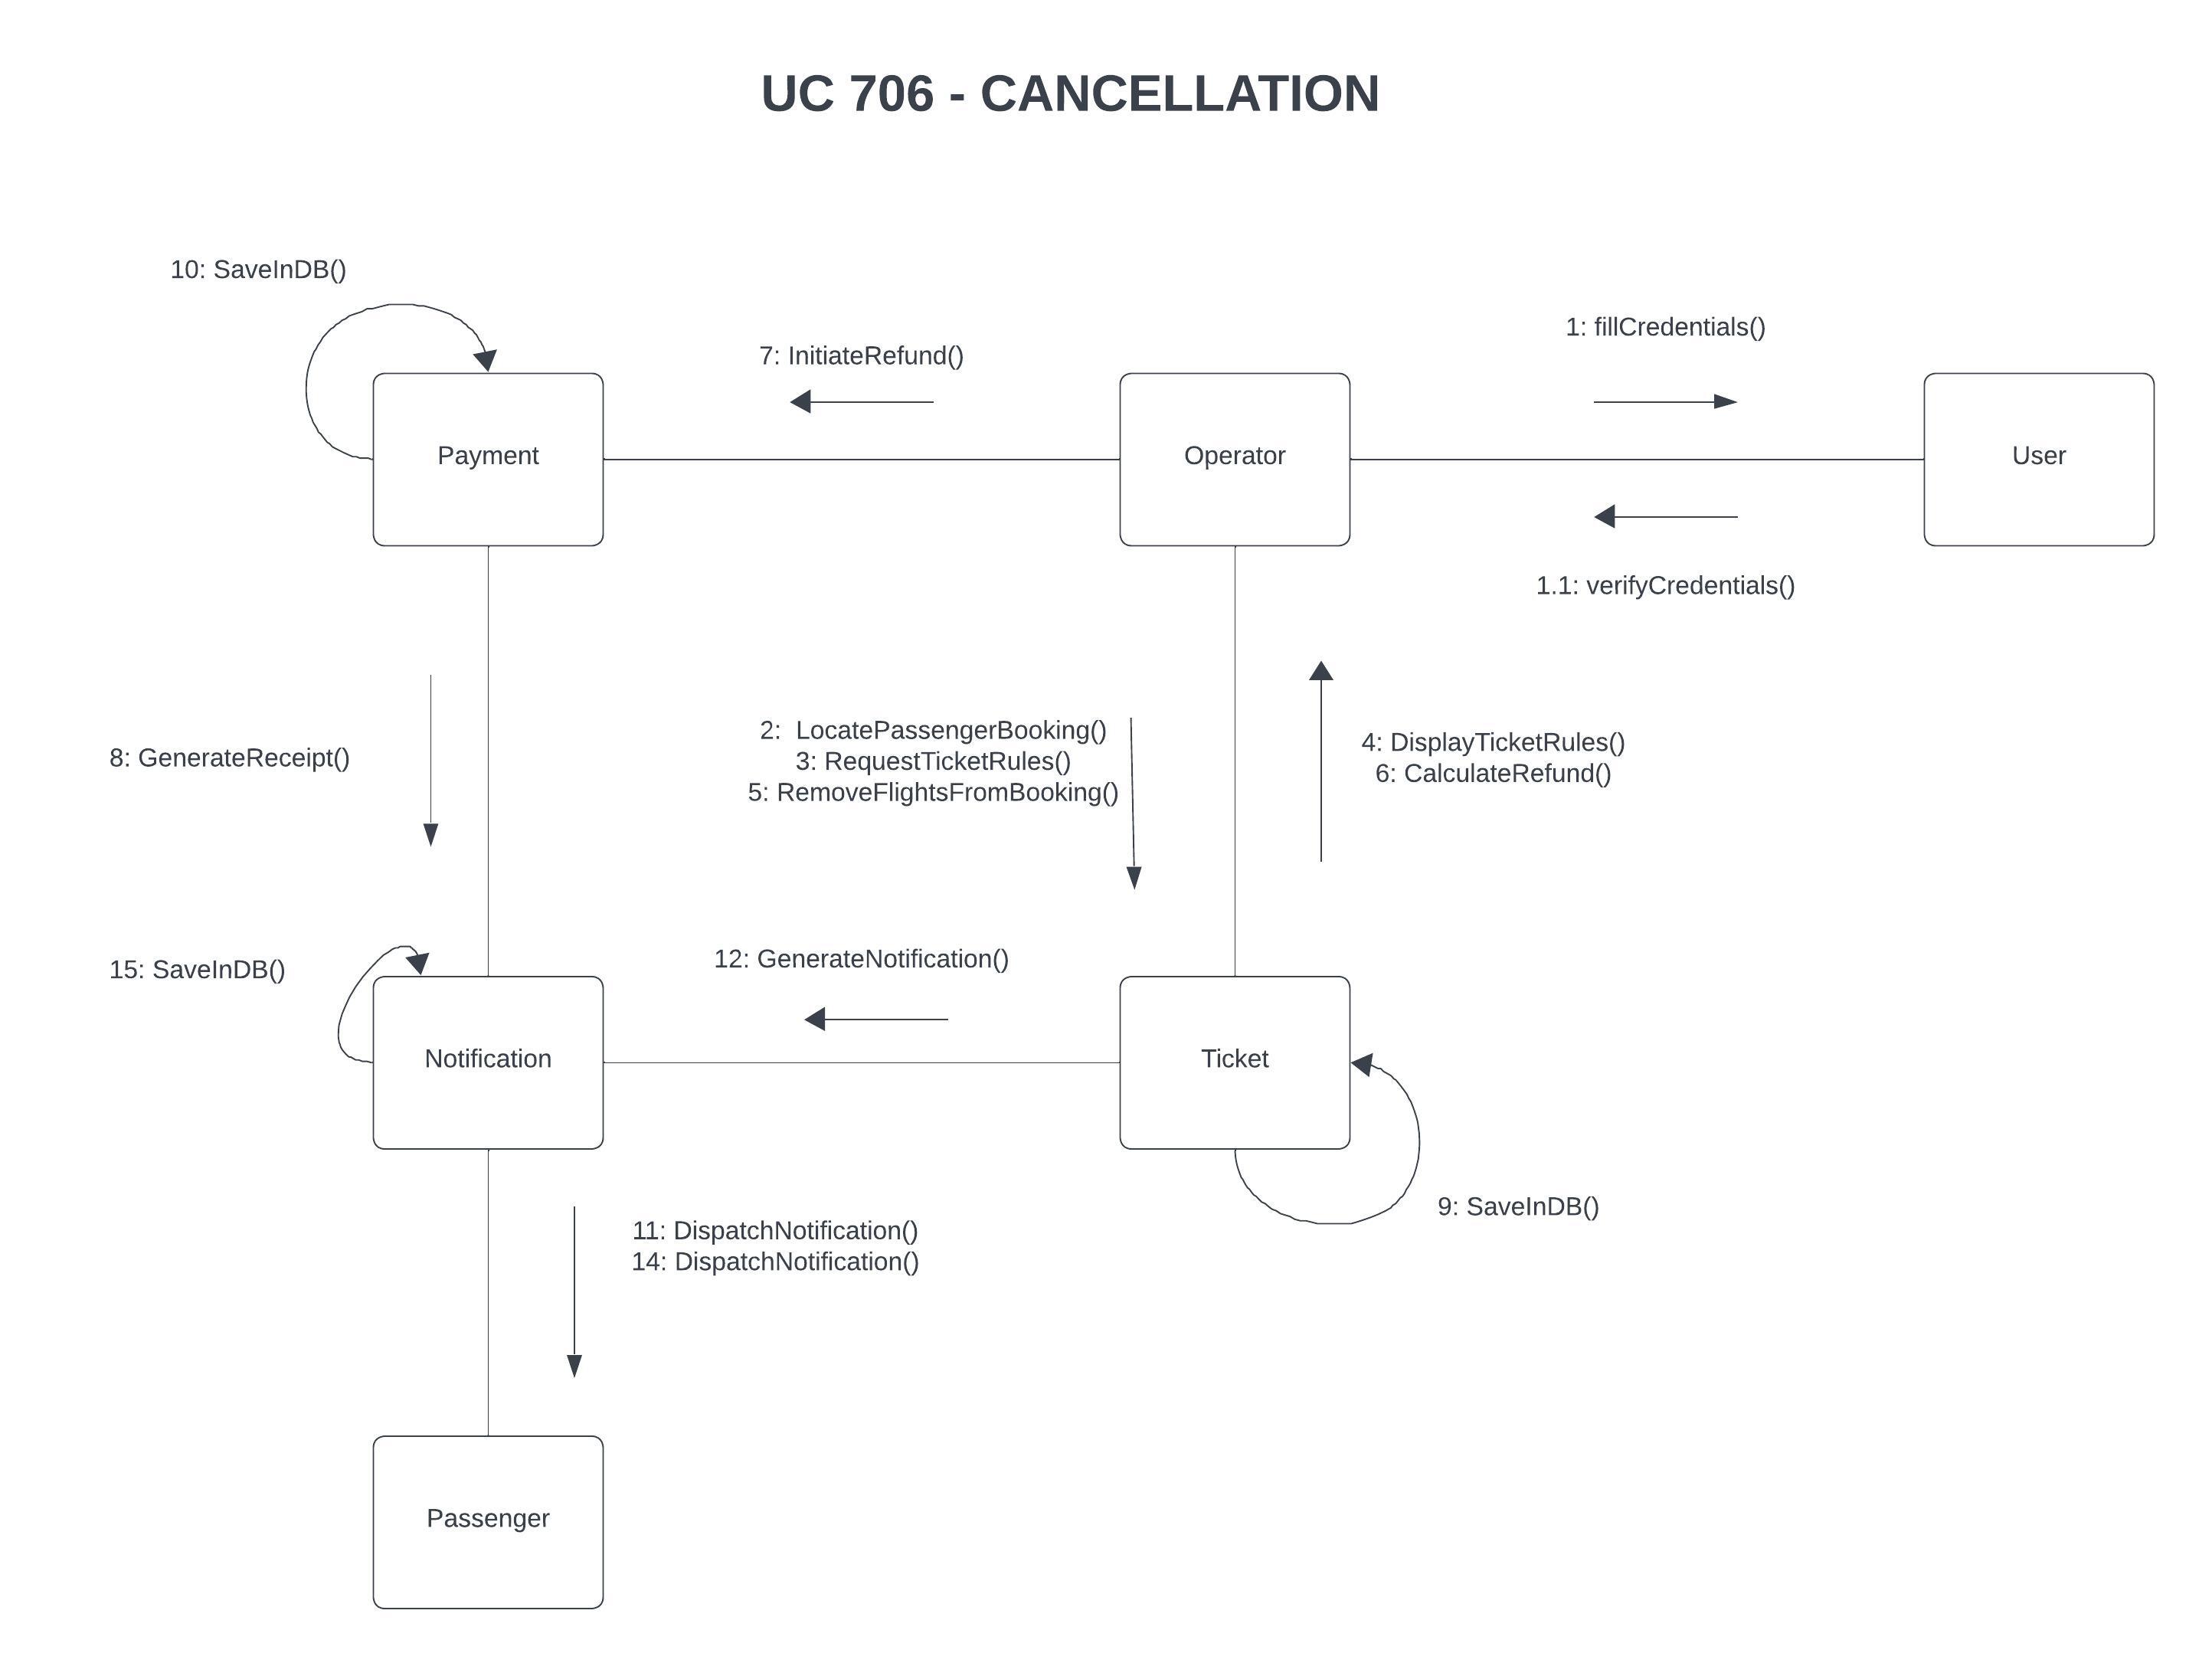 UC 706 - CANCELLATION
10: SaveInDB()
1: fillCredentials()
7: InitiateRefund()
Payment
Operator
User
1.1: verifyCredentials()
2:  LocatePassengerBooking()
3: RequestTicketRules()
5: RemoveFlightsFromBooking()
4: DisplayTicketRules()
6: CalculateRefund()
8: GenerateReceipt()
12: GenerateNotification()
15: SaveInDB()
Notification
Ticket
9: SaveInDB()
11: DispatchNotification()
14: DispatchNotification()
Passenger